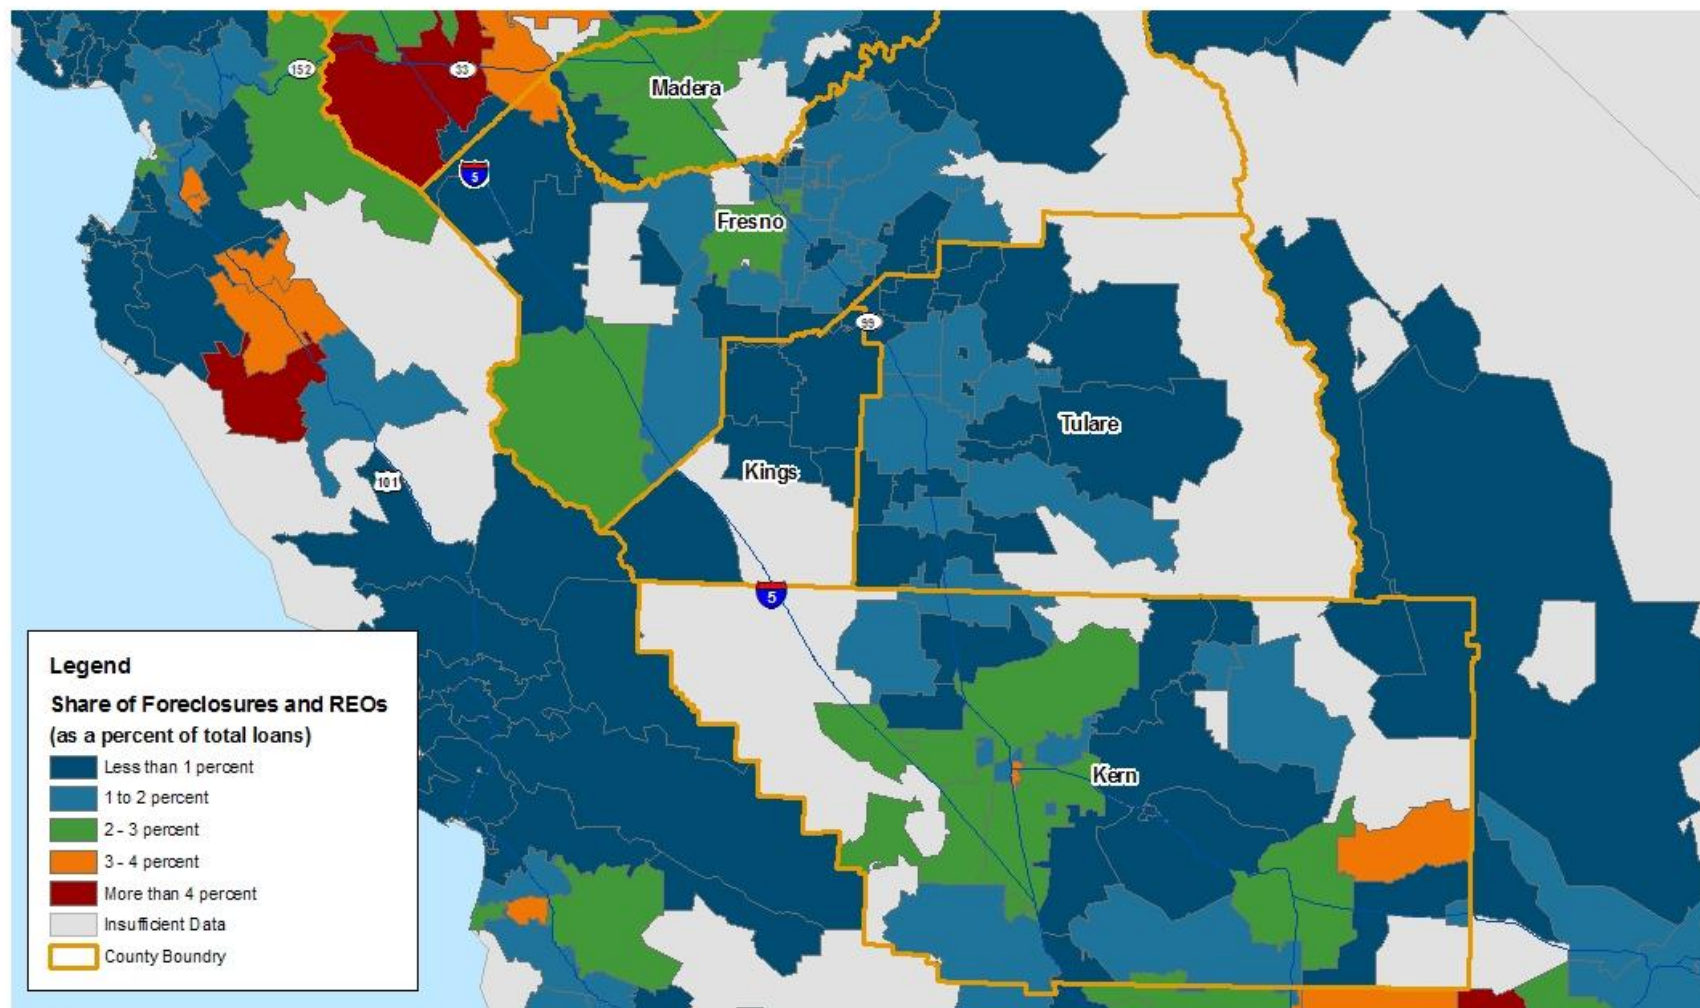 152
33
Madera
5
Fresno
99
Tulare
Kings
101
5
Legend
Share of Foreclosures and REOs
(as a percent of total loans)
Less than 1 percent
1 to 2 percent
2 - 3 percent
3 - 4 percent
More than 4 percent
Insufficient Data
County Boundry
Kern